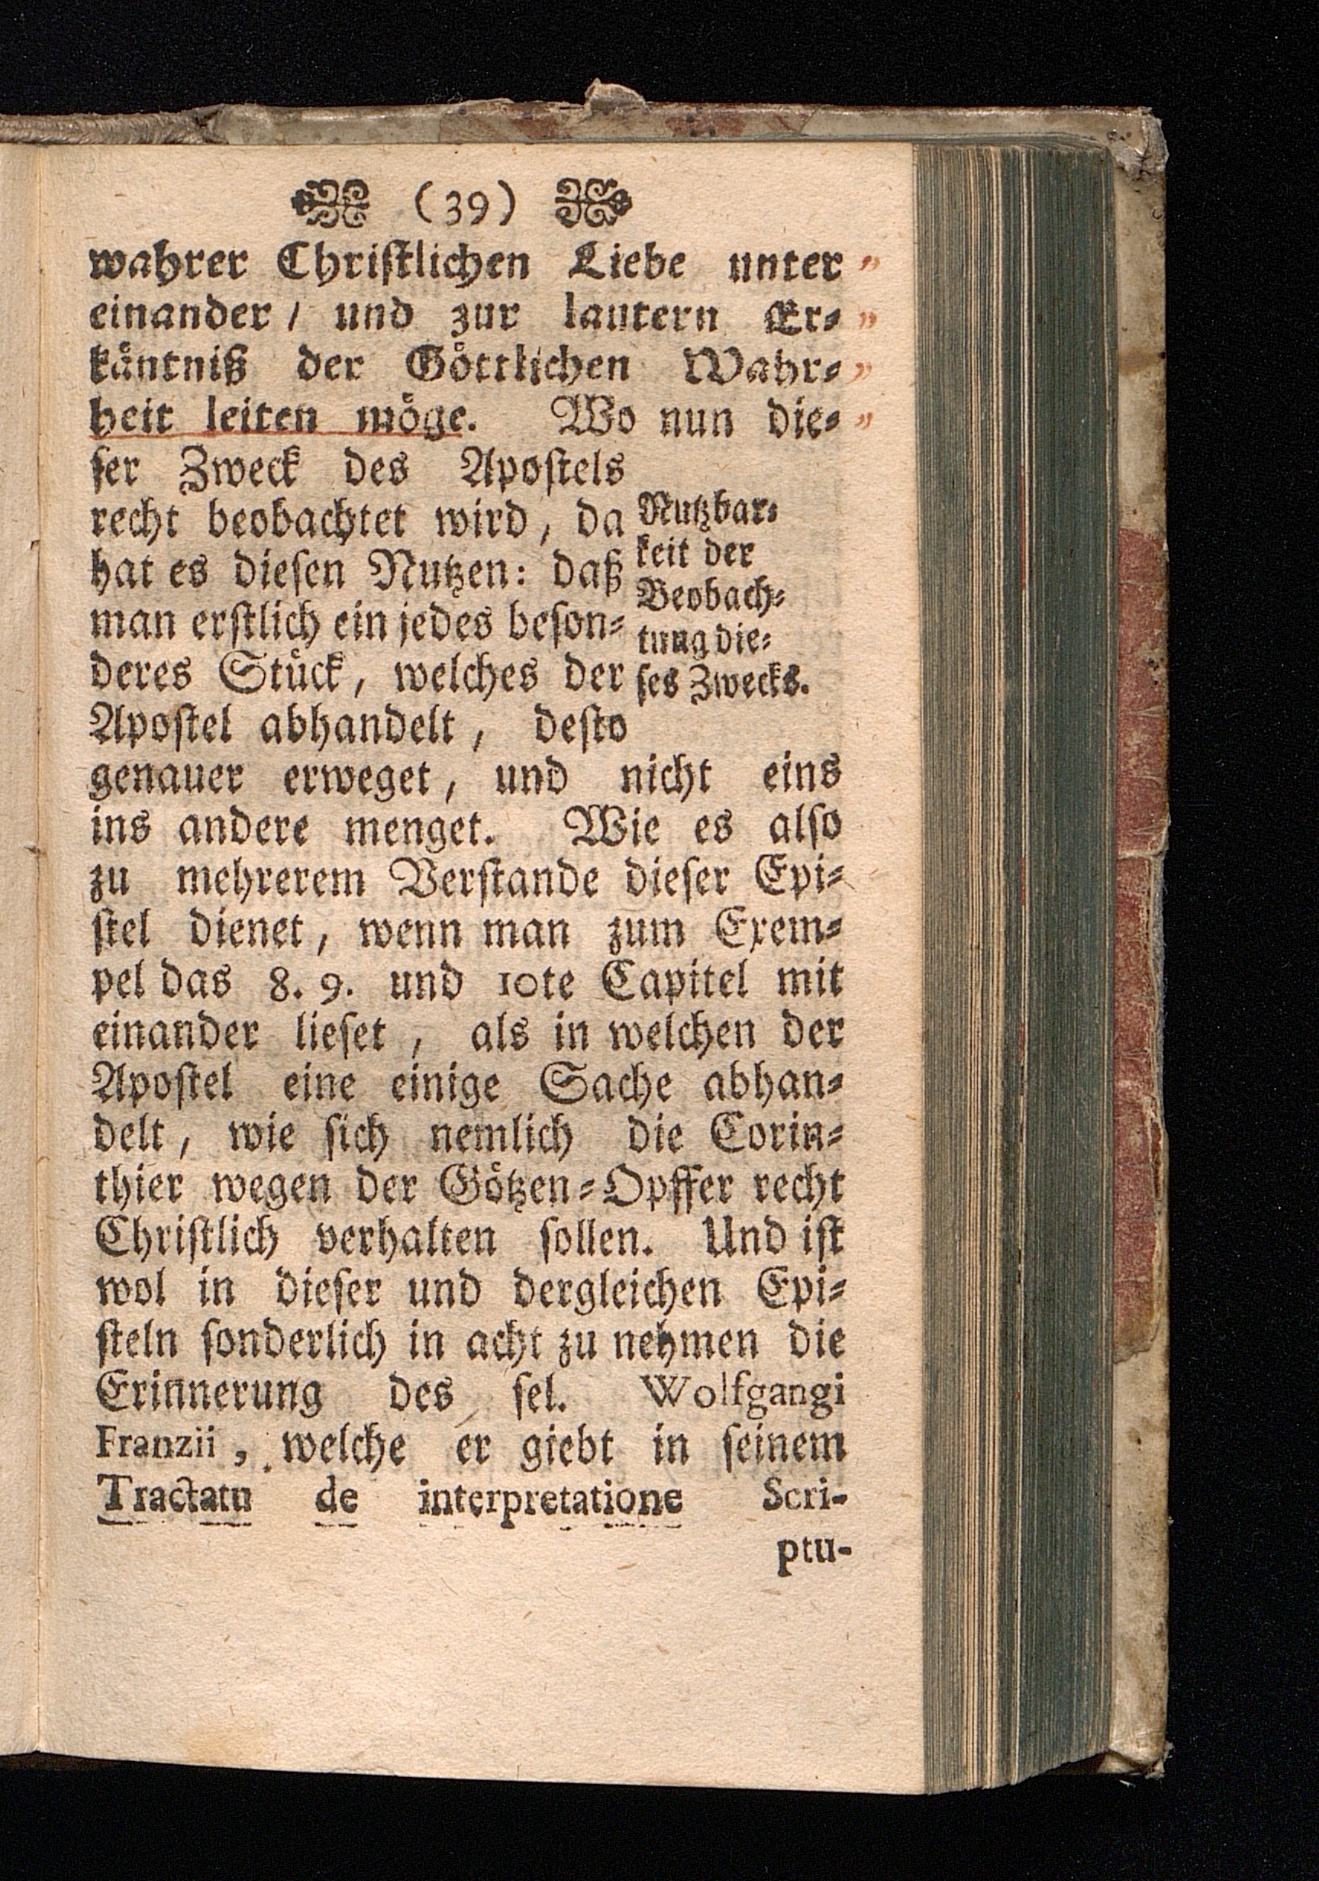 (39)
wahrer Christlichen Liebe unter
einander / und zur lautern Er-
käntniß der Göttlichen Wahr-
heit leiten möge. Wo nun die-
ser Zweck des Apostels
recht beobachtet wird, da
hat es diesen Nutzen: daß
man erstlich ein jedes beson-
deres Stück, welches der
Apostel abhandelt, desto
Nutzbar-
keit der
Beobach-
tung die-
ses Zwecks.
genauer erweget, und nicht eins
ins andere menget. Wie es also
zu mehrerem Verstande dieser Epi-
stel dienet, wenn man zum Exem-
pel das 8. 9. und 10te Capitel mit
einander lieset, als in welchen der
Apostel eine einige Sache abhan-
delt, wie sich nemlich die Corin-
thier wegen der Götzen-Opffer recht
Christlich verhalten sollen. Und ist
wol in dieser und dergleichen Epi-
steln sonderlich in acht zu nehmen die
Erinnerung des sel. Wolfgangi
Franzii, welche er giebt in seinem
Tractatu de interpretatione Scri-
ptu-